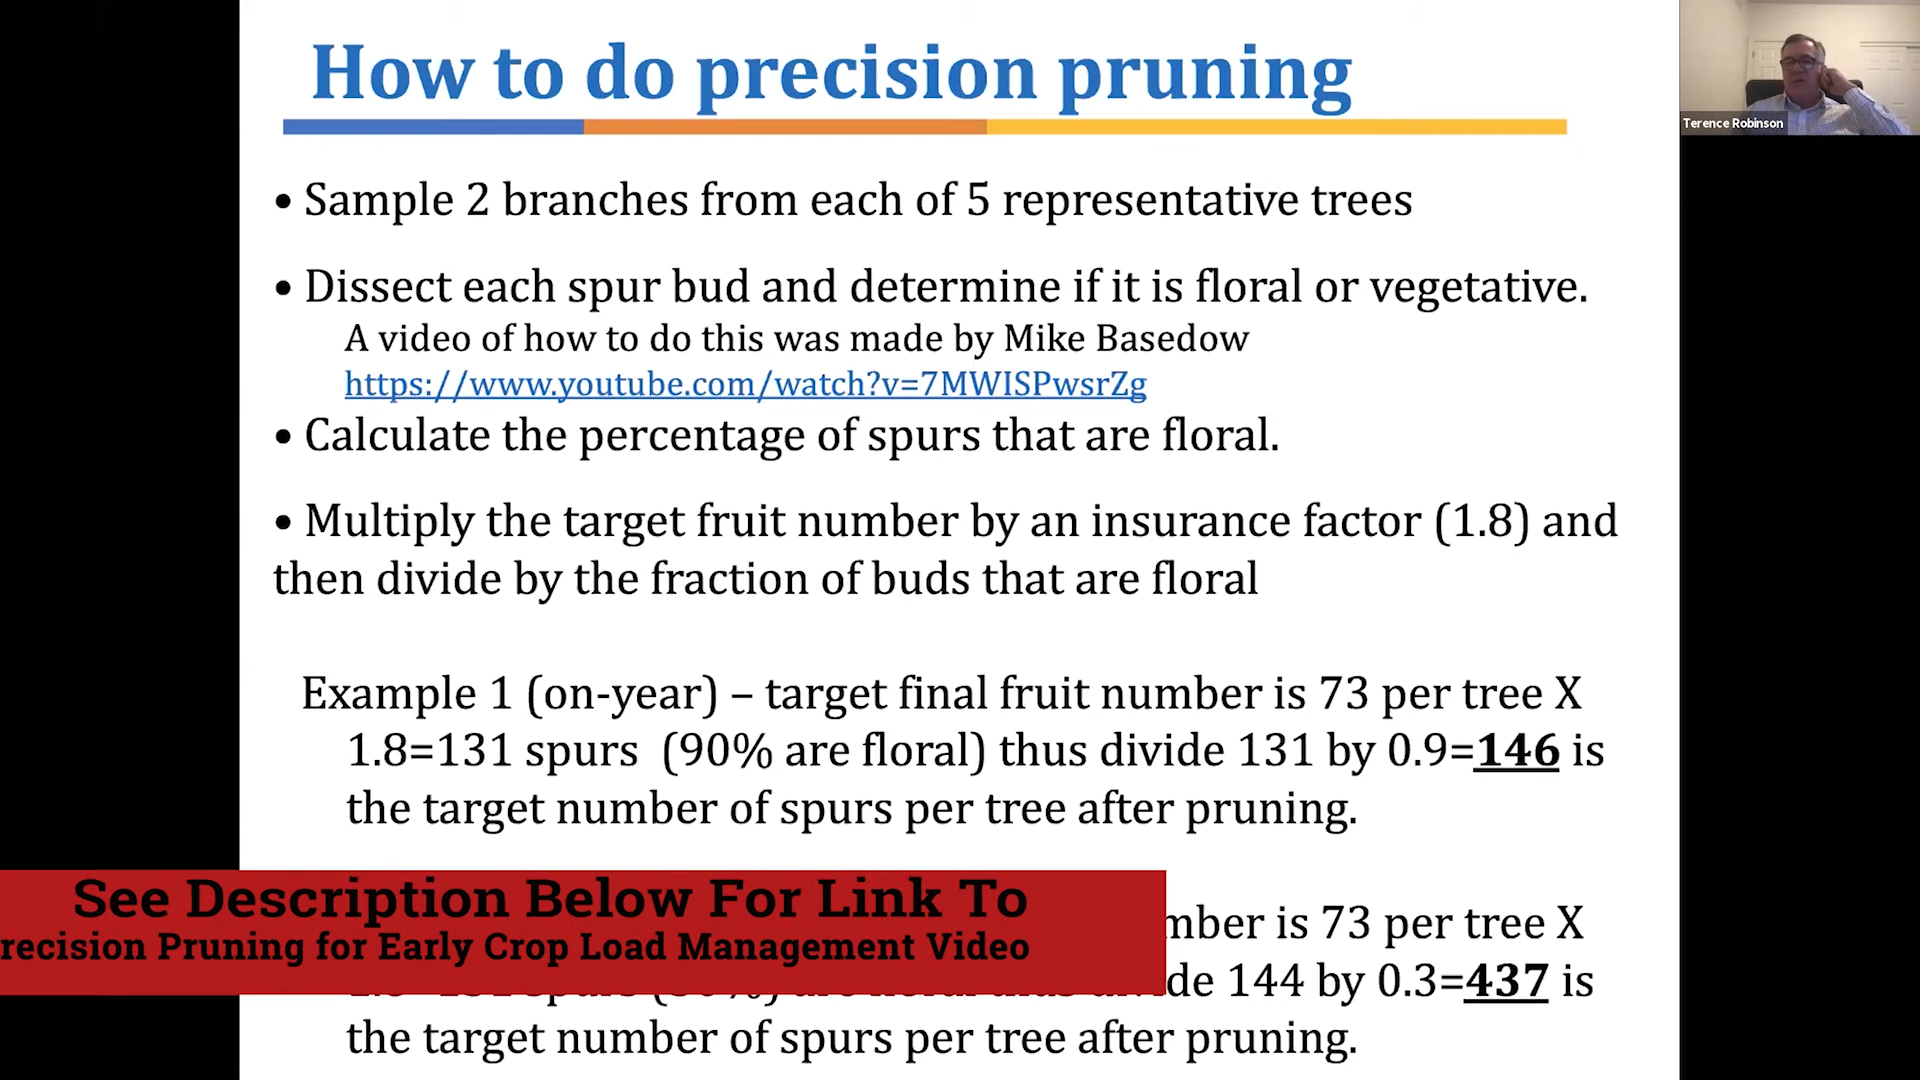 How to do precision pruning
Terence Robinson
• Sample 2 branches from each of 5 representative trees
• Dissect each spur bud and determine if it is floral or vegetative.
A video of how to do this was made by Mike Basedow
https://www.youtube.com/watch?v=7MWISPwsrZg
• Calculate the percentage of spurs that are floral.
• Multiply the target fruit number by an insurance factor (1.8) and
then divide by the fraction of buds that are floral
Example 1 (on-year) – target final fruit number is 73 per tree X
1.8=131 spurs (90% are floral) thus divide 131 by 0.9=146 is
the target number of spurs per tree after pruning.
See Description Below For Link To
recision Pruning for Early Crop Load Management Video
mber is 73 per tree X
de 144 by 0.3=437 is
the target number of spurs per tree after pruning.